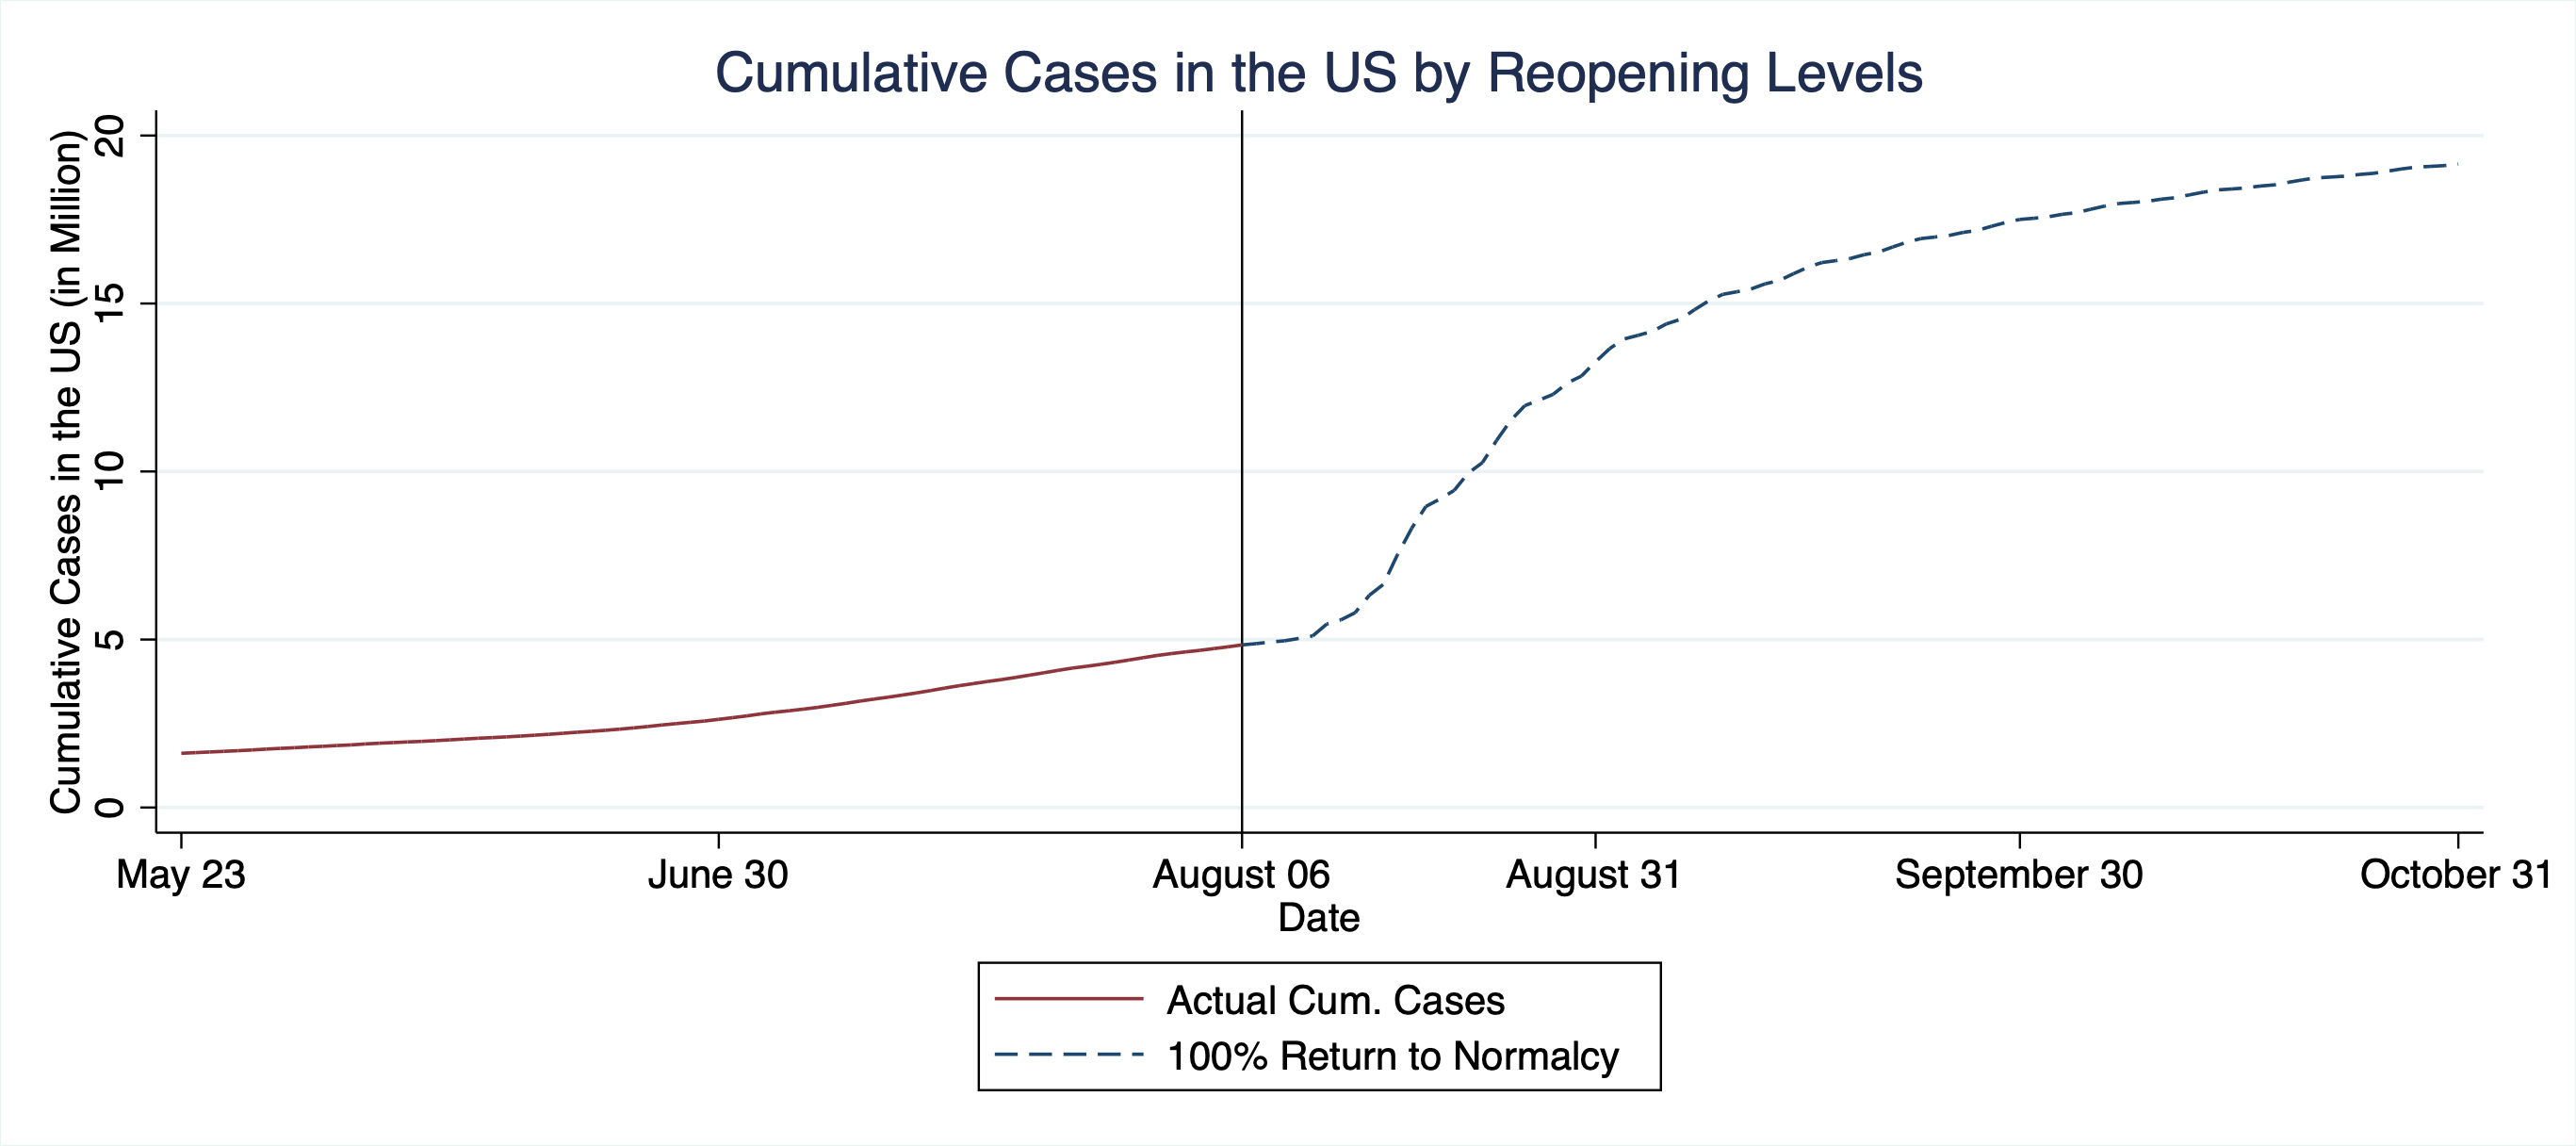 Cumulative Cases in the US by Reopening Levels
Cumulative Cases in the US (in Million)
20
15
10
5
0
May 23
June 30
August 06
August 31
September 30
October 31
Date
Actual Cum. Cases
100% Return to Normalcy